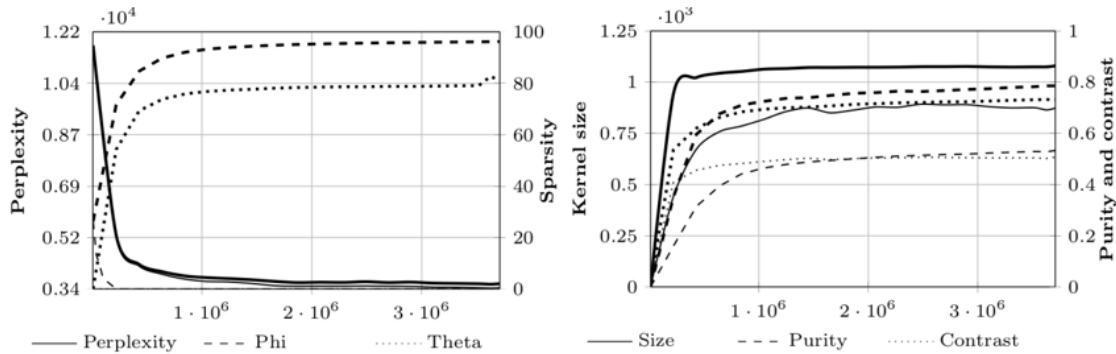 ·10^4
1.22
1.04
0.87
0.69
0.52
0.34
Perplexity
100
80
60
40
20
0
Sparsity
1 · 10^6
2 · 10^6
3 · 10^6
Perplexity
Phi
Theta
·10^3
1.25
1
0.75
0.5
0.25
0
Kernel size
1
0.8
0.6
0.4
0.2
0
Purity and contrast
1 · 10^6
2 · 10^6
3 · 10^6
Size
Purity
Contrast